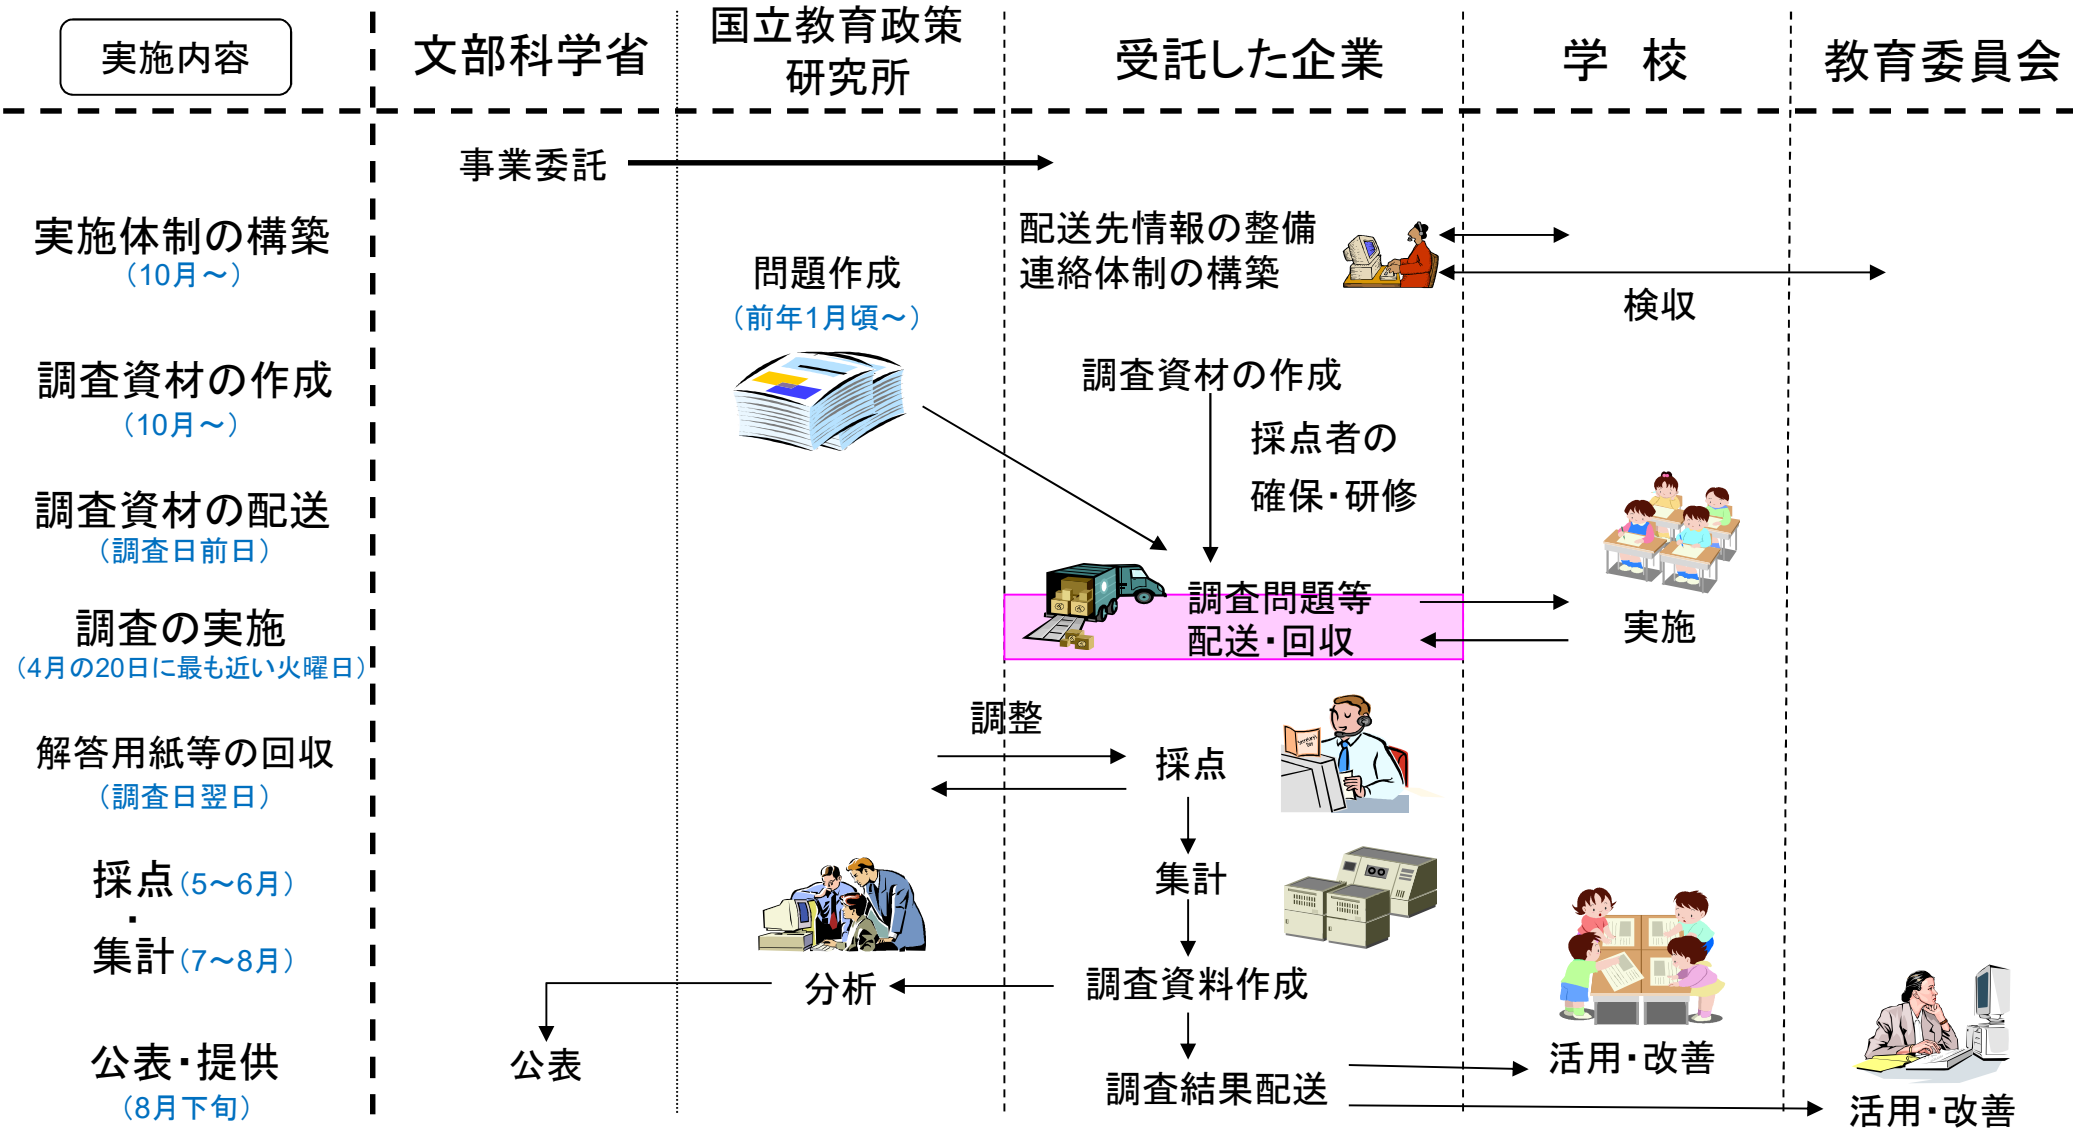 実施内容
文部科学省
国立教育政策
研究所
受託した企業
学 校
教育委員会
事業委託
実施体制の構築
(10月～)
配送先情報の整備
連絡体制の構築
問題作成
(前年1月頃～)
検収
調査資材の作成
(10月～)
調査資材の作成
採点者の
確保・研修
調査資材の配送
(調査日前日)
調査の実施
(4月の20日に最も近い火曜日)
調査問題等
配送・回収
実施
調整
解答用紙等の回収
(調査日翌日)
採点
採点(5～6月)
・
集計(7～8月)
集計
分析
調査資料作成
公表・提供
(8月下旬)
公表
調査結果配送
活用・改善
活用・改善